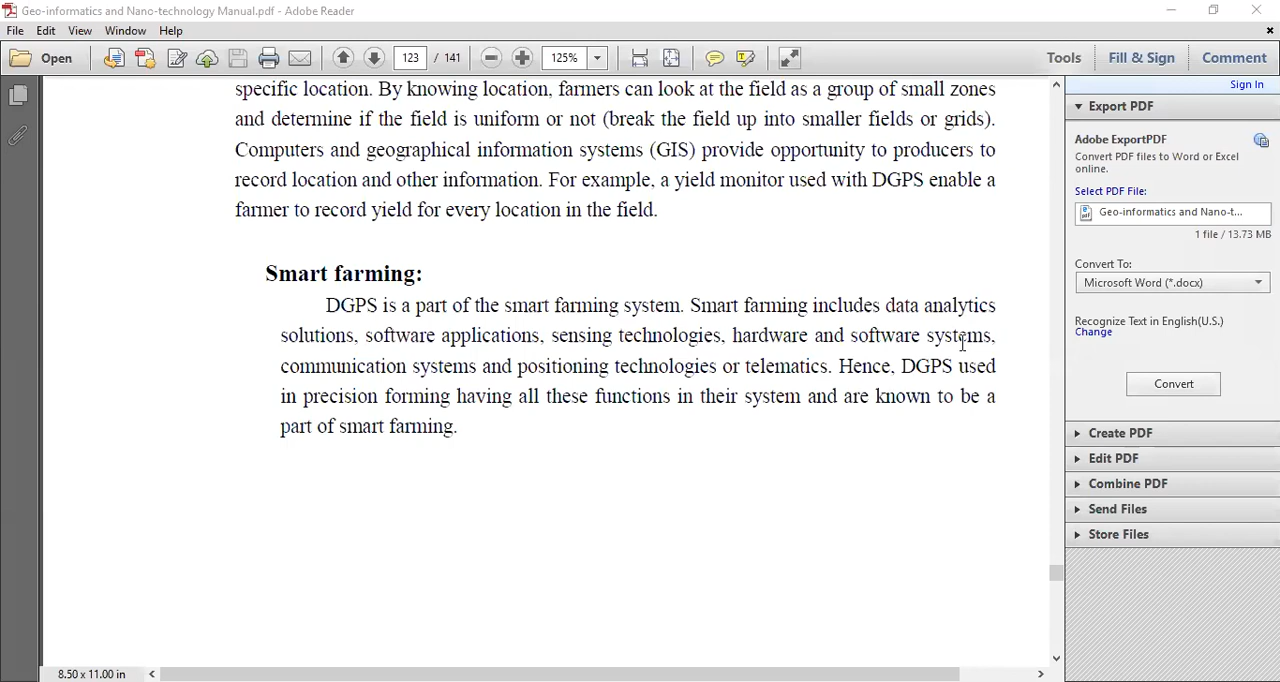 Geo-informatics and Nano-technology Manual.pdf - Adobe Reader
File Edit View Window Help
Open 123 / 141 125% Tools Fill & Sign Comment
Sign In
specific location. By knowing location, farmers can look at the field as a group of small zones
and determine if the field is uniform or not (break the field up into smaller fields or grids).
Computers and geographical information systems (GIS) provide opportunity to producers to
record location and other information. For example, a yield monitor used with DGPS enable a
farmer to record yield for every location in the field.
Smart farming:
DGPS is a part of the smart farming system. Smart farming includes data analytics
solutions, software applications, sensing technologies, hardware and software systems,
communication systems and positioning technologies or telematics. Hence, DGPS used
in precision forming having all these functions in their system and are known to be a
part of smart farming.
8.50 x 11.00 in
Export PDF
Adobe ExportPDF
Convert PDF files to Word or Excel
online.
Select PDF File:
Geo-informatics and Nano-t...
1 file / 13.73 MB
Convert To:
Microsoft Word (*.docx)
Recognize Text in English(U.S.)
Change
Convert
Create PDF
Edit PDF
Combine PDF
Send Files
Store Files